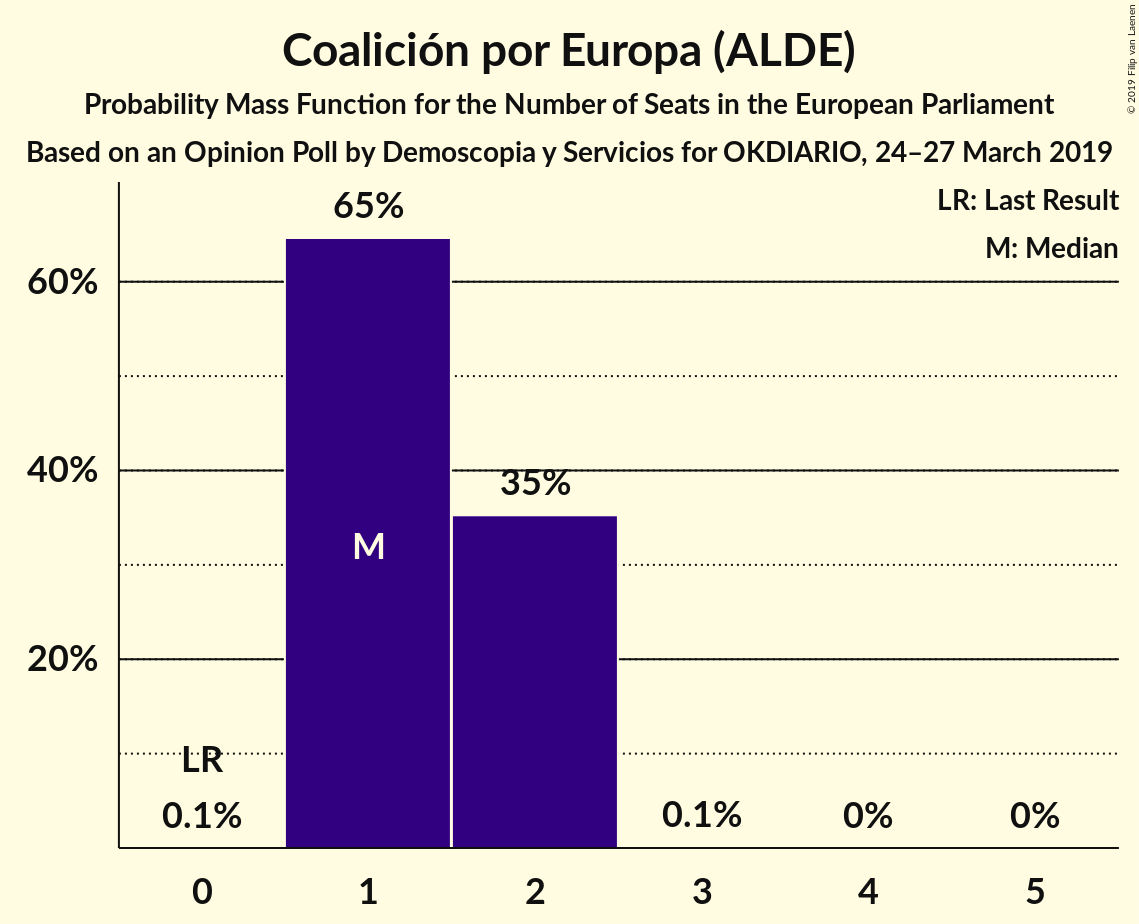 Coalición por Europa (ALDE)
Probability Mass Function for the Number of Seats in the European Parliament
Based on an Opinion Poll by Demoscopia y Servicios for OKDIARIO, 24–27 March 2019
© 2019 Filip van Laenen
LR: Last Result
M: Median
65%
60%
40%
35%
M
20%
LR
0.1%
0.1%
0%
0%
0
1
2
3
4
5